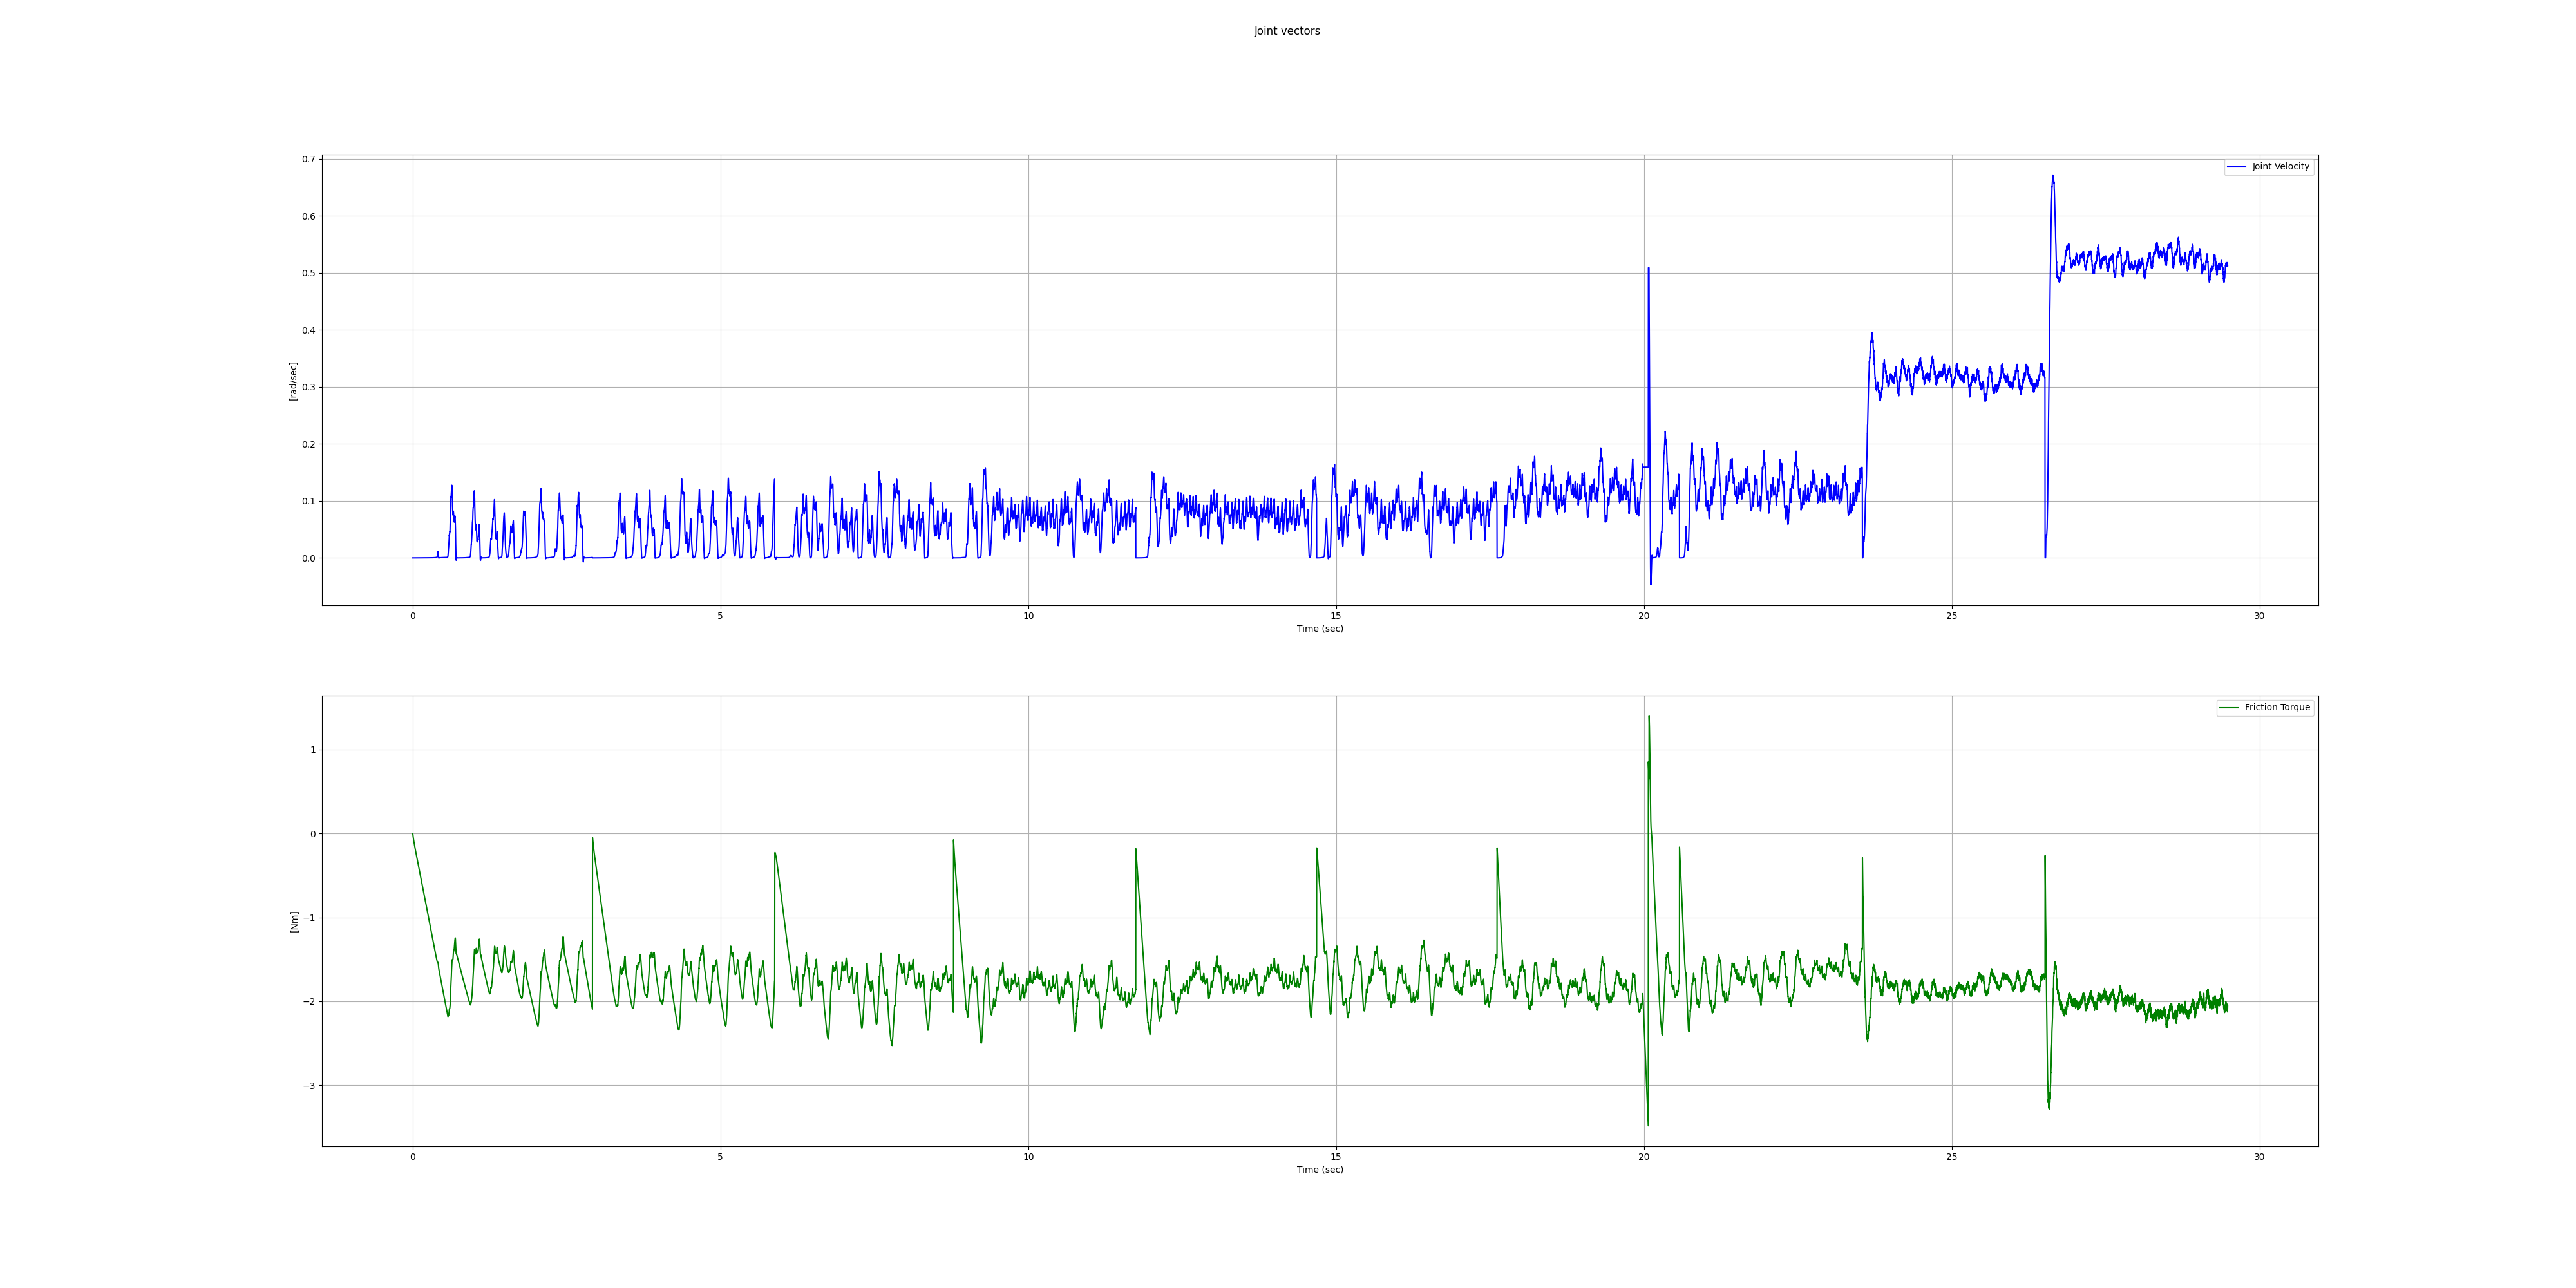 Joint vectors
Joint Velocity
0.7
0.6
0.5
0.4
0.3
0.2
0.1
0.0
[rad/sec]
0 5 10 15 20 25 30
Time (sec)
Friction Torque
1
0
−1
−2
−3
[Nm]
0 5 10 15 20 25 30
Time (sec)